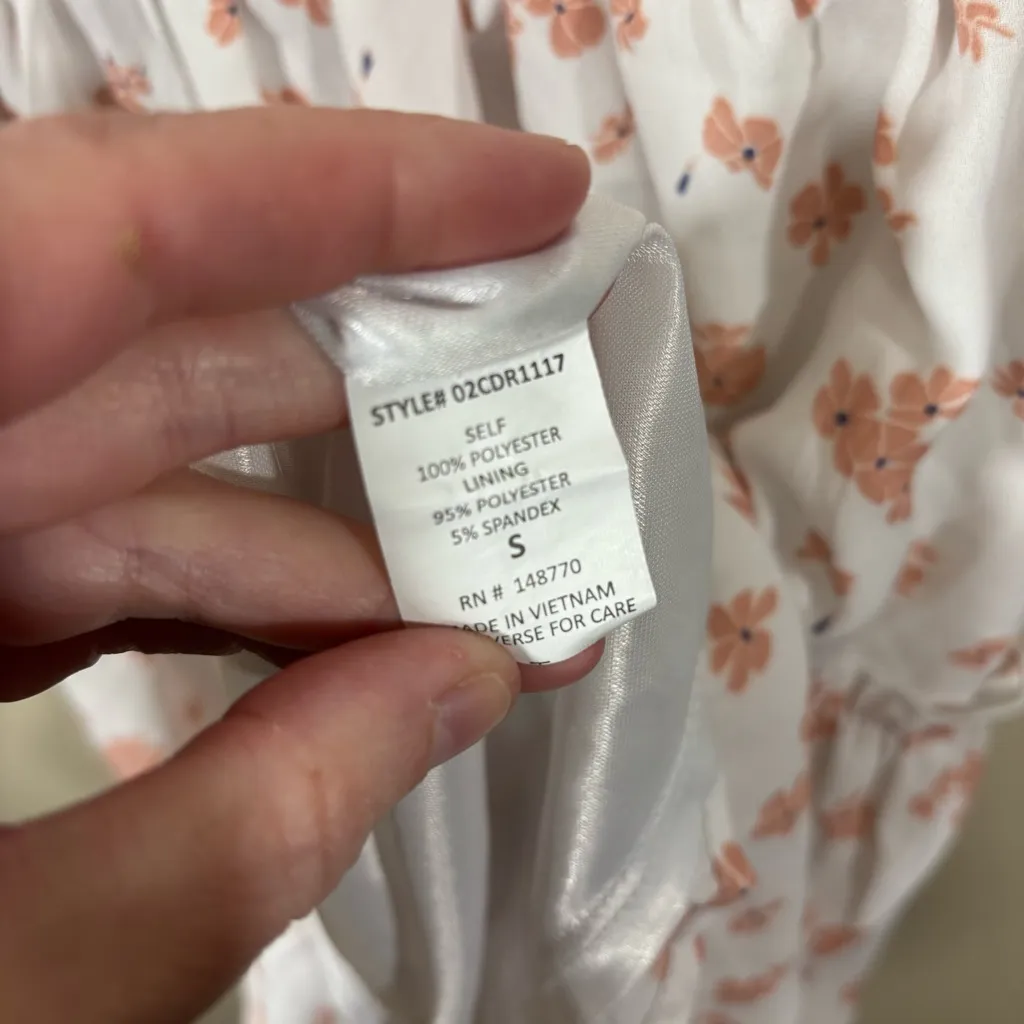 STYLE# 02CDR1117
SELF
100% POLYESTER
LINING
95% POLYESTER
5% SPANDEX
S
RN # 148770
IN VIETNAM
FOR CARE